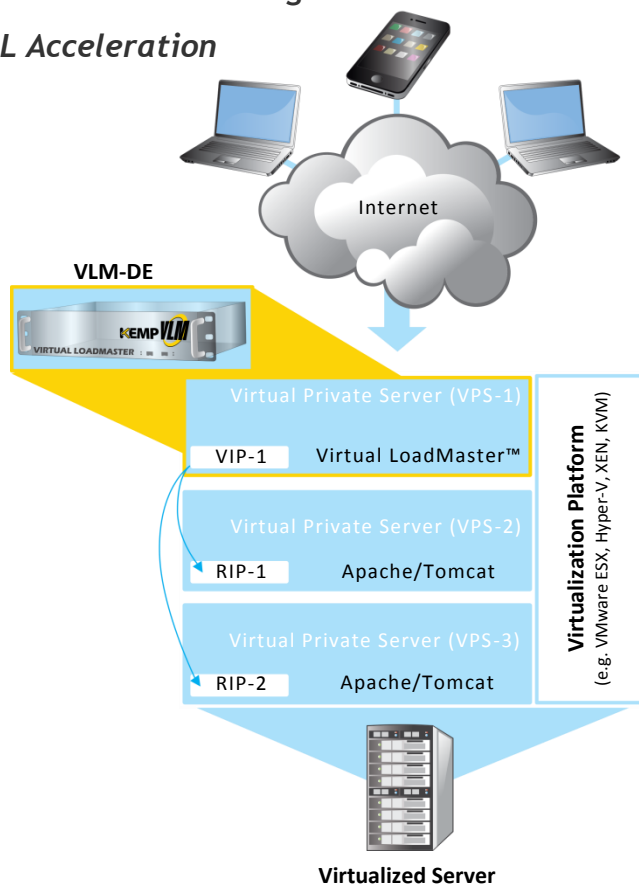 L Acceleration
Internet
VLM-DE
KEMP VLM
VIRTUAL LOADMASTER
Virtual Private Server (VPS-1)
VIP-1 Virtual LoadMaster™
Virtual Private Server (VPS-2)
RIP-1 Apache/Tomcat
Virtual Private Server (VPS-3)
RIP-2 Apache/Tomcat
Virtualization Platform
(e.g. VMware ESX, Hyper-V, XEN, KVM)
Virtualized Server